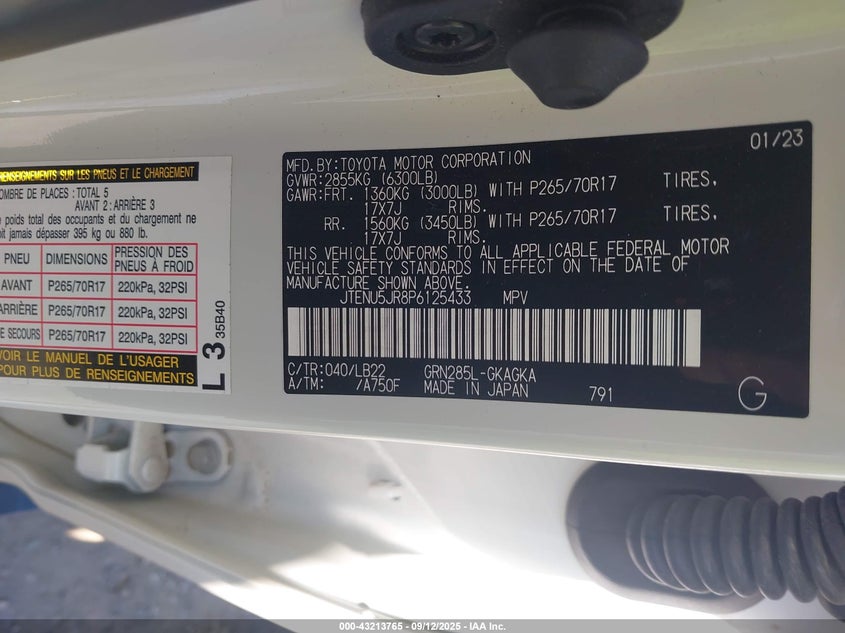 RENSEIGNEMENTS SUR LES PNEUS ET LE CHARGEMENT
NOMBRE DE PLACES : TOTAL 5
AVANT 2 : ARRIÈRE 3
e poids total des occupants et du chargement ne
oit jamais dépasser 395 kg ou 880 lb.
PNEU DIMENSIONS PRESSION DES PNEUS À FROID
AVANT P265/70R17 220kPa, 32PSI
ARRIÈRE P265/70R17 220kPa, 32PSI
E SECOURS P265/70R17 220kPa, 32PSI
VOIR LE MANUEL DE L'USAGER
POUR PLUS DE RENSEIGNEMENTS
L 3 35B40
01/23
MFD.BY:TOYOTA MOTOR CORPORATION
GVWR:2855KG (6300LB)
GAWR:FRT. 1360KG (3000LB) WITH P265/70R17 TIRES,
17X7J RIMS.
RR. 1560KG (3450LB) WITH P265/70R17 TIRES,
17X7J RIMS.
THIS VEHICLE CONFORMS TO ALL APPLICABLE FEDERAL MOTOR
VEHICLE SAFETY STANDARDS IN EFFECT ON THE DATE OF
MANUFACTURE SHOWN ABOVE.
JTENU5JR8P6125433 MPV
C/TR:040/LB22 GRN285L-GKAGKA
A/TM: /A750F MADE IN JAPAN 791
G
000-43213765 - 09/12/2025 - IAA Inc.